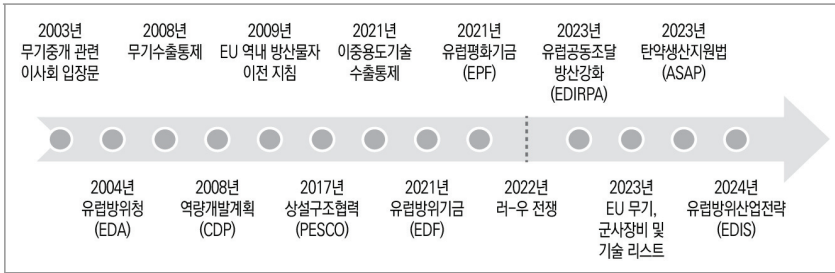 2003년
무기중개 관련
이사회 입장문
2008년
무기수출통제
2009년
EU 역내 방산물자
이전 지침
2021년
이중용도기술
수출통제
2021년
유럽평화기금
(EPF)
2023년
유럽공동조달
방산강화
(EDIRPA)
2023년
탄약생산지원법
(ASAP)
2004년
유럽방위청
(EDA)
2008년
역량개발계획
(CDP)
2017년
상설구조협력
(PESCO)
2021년
유럽방위기금
(EDF)
2022년
러-우 전쟁
2023년
EU 무기,
군사장비 및
기술 리스트
2024년
유럽방위산업전략
(EDIS)